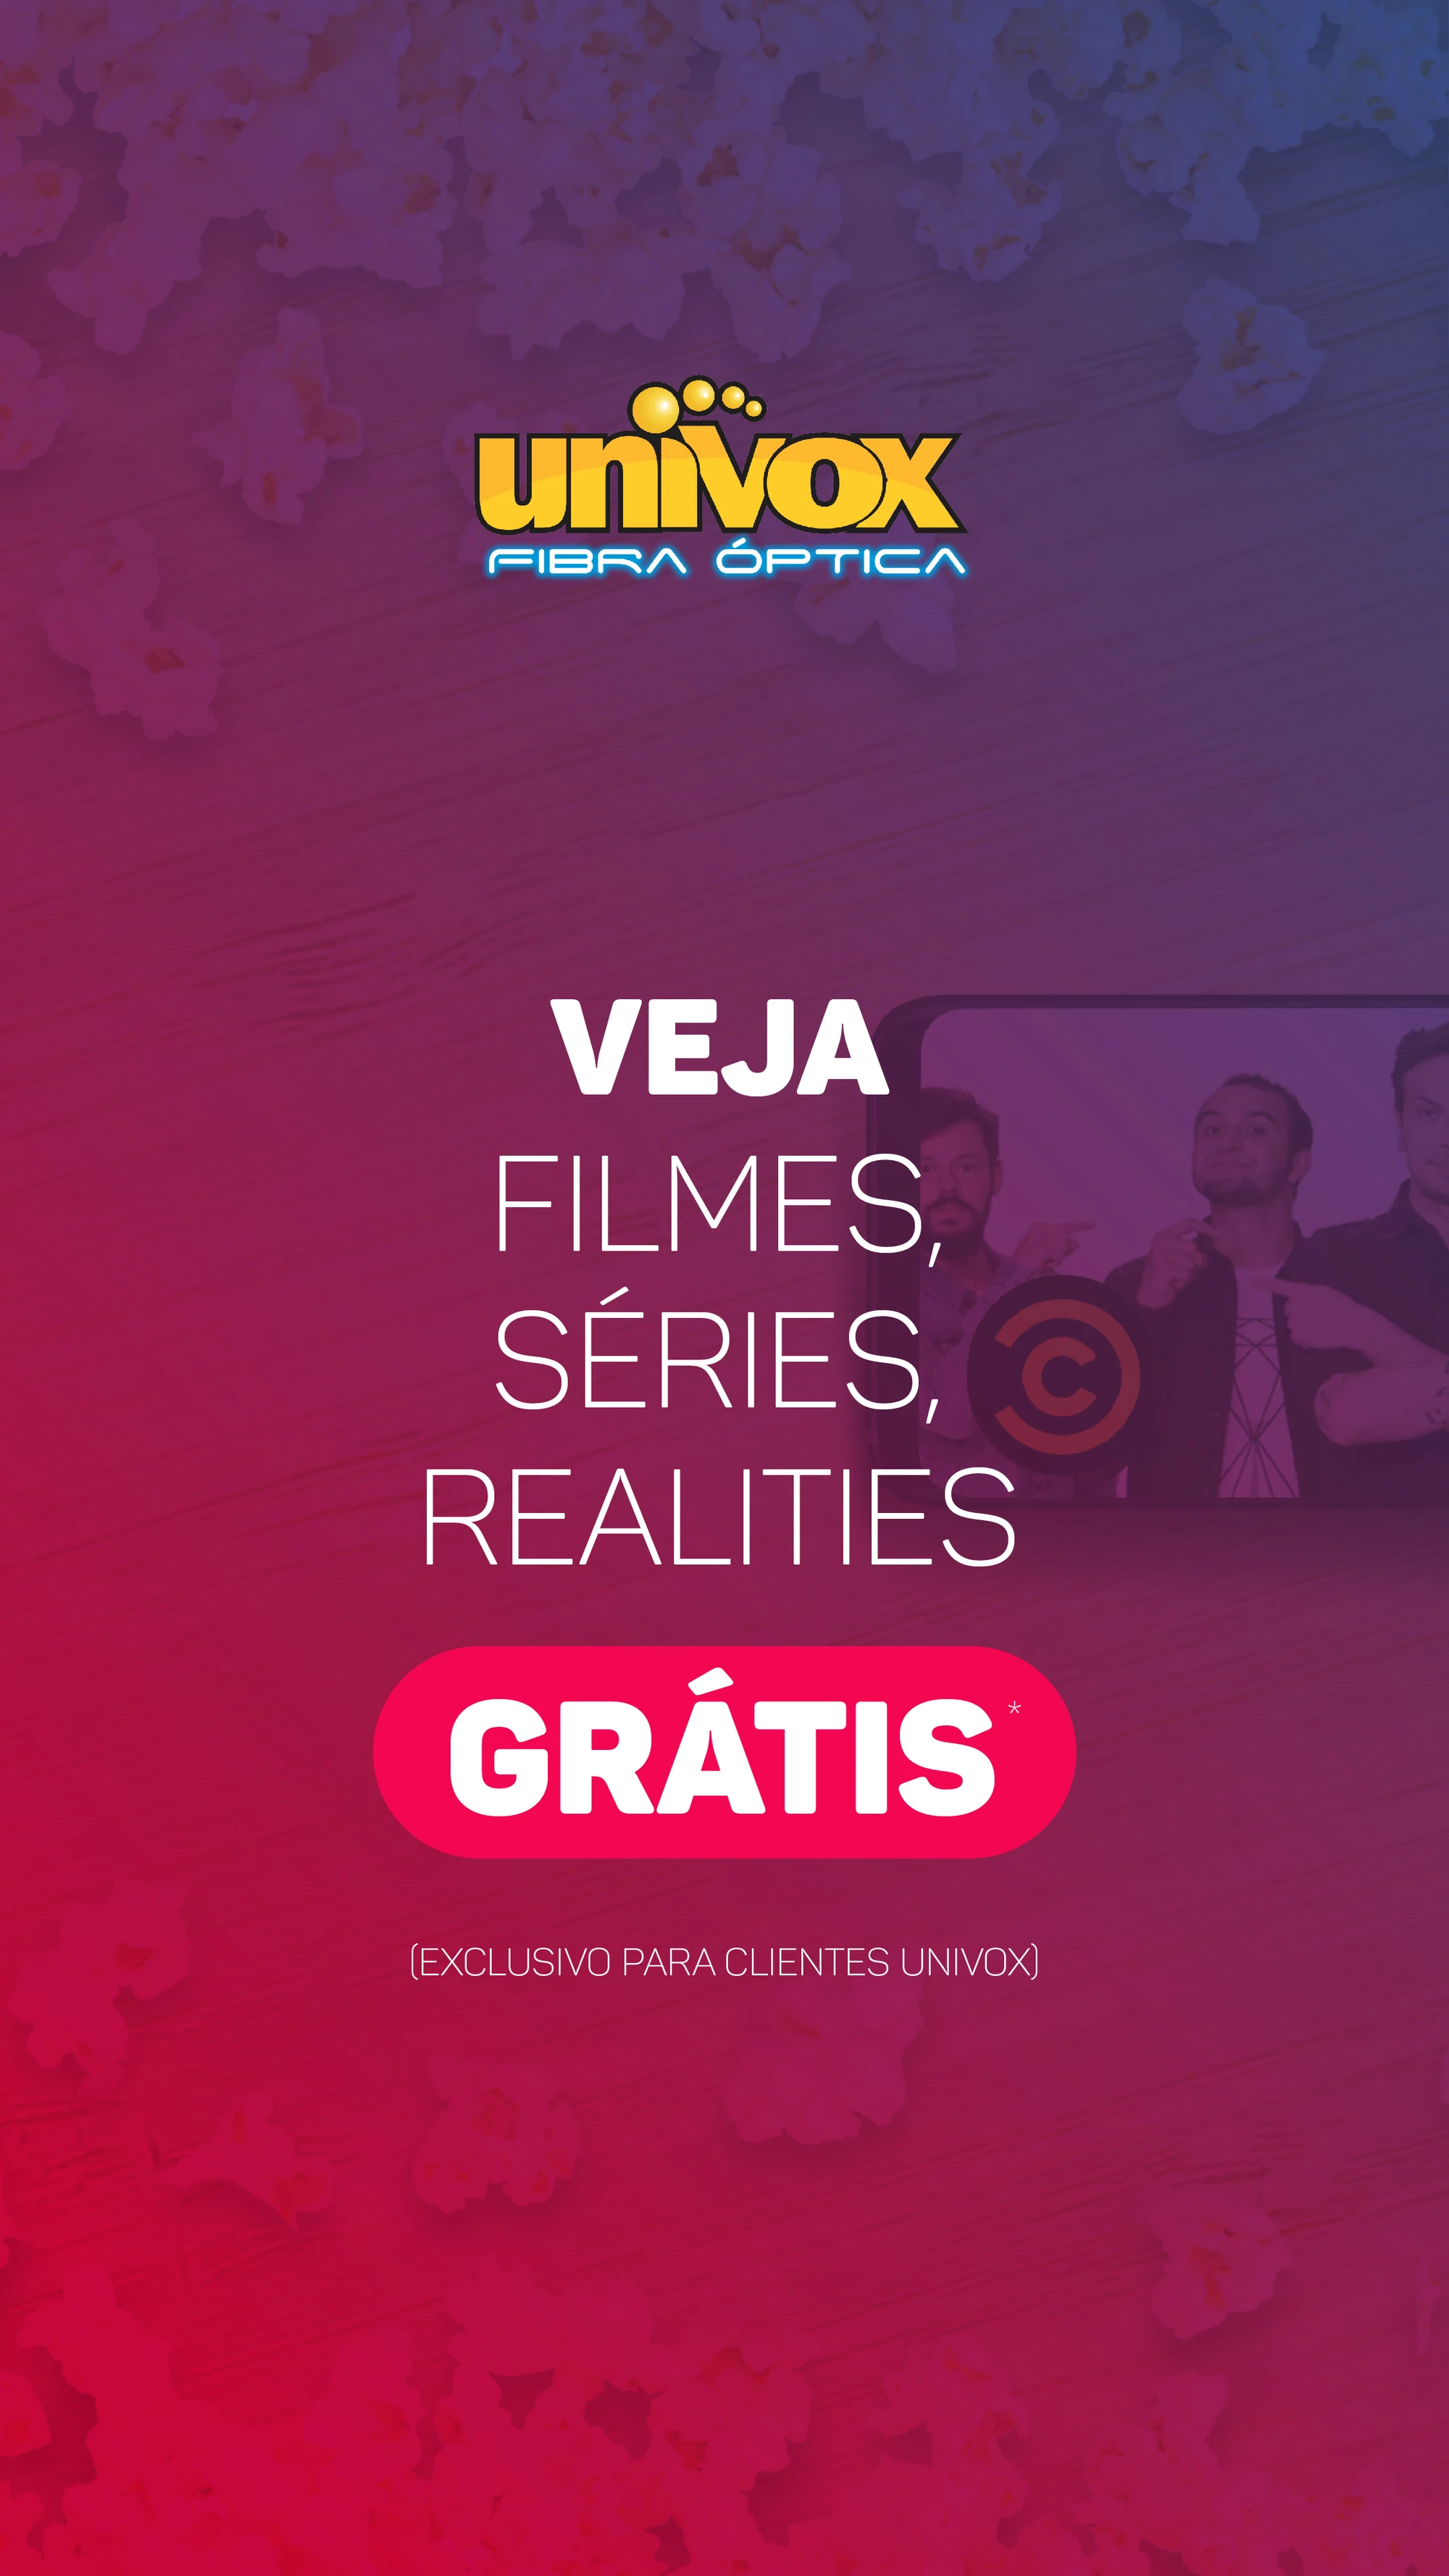 univox
FIBRA ÓPTICA
VEJA
FILMES,
SÉRIES,
REALITIES
GRÁTIS*
(EXCLUSIVO PARA CLIENTES UNIVOX)